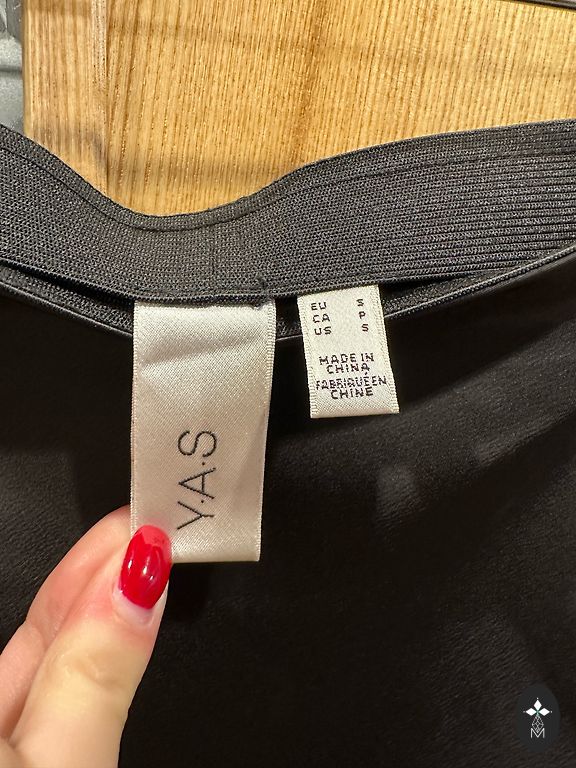 Y.A.S
EU S
CA P
US S
MADE IN
CHINA
FABRIQUÉ EN
CHINE
M